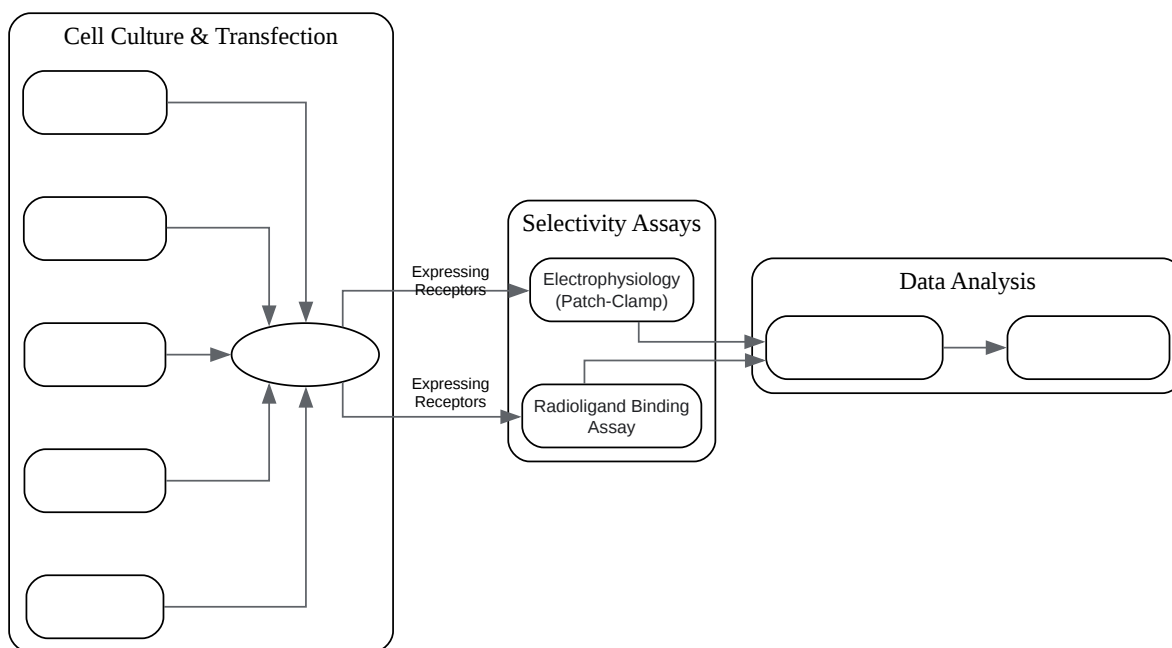 Cell Culture & Transfection
Expressing
Receptors
Expressing
Receptors
Selectivity Assays
Electrophysiology
(Patch-Clamp)
Radioligand Binding
Assay
Data Analysis